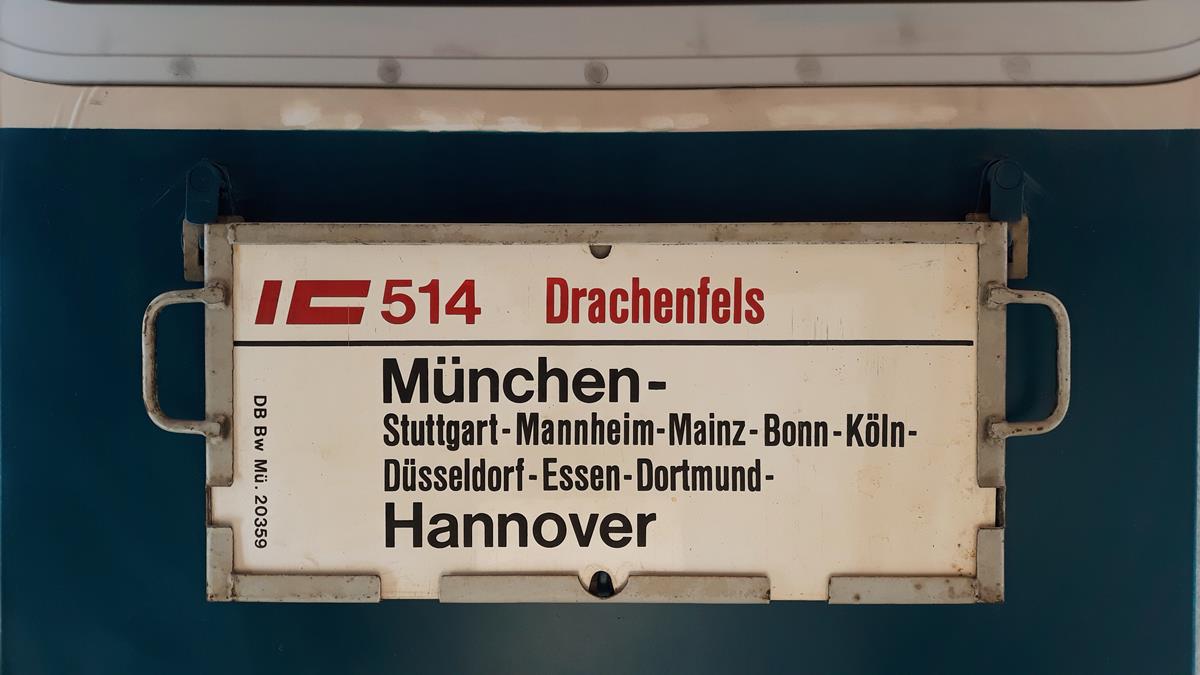 IC 514 Drachenfels
München-
Stuttgart-Mannheim-Mainz-Bonn-Köln-
Düsseldorf-Essen-Dortmund-
Hannover
DB Bw Mü. 20359